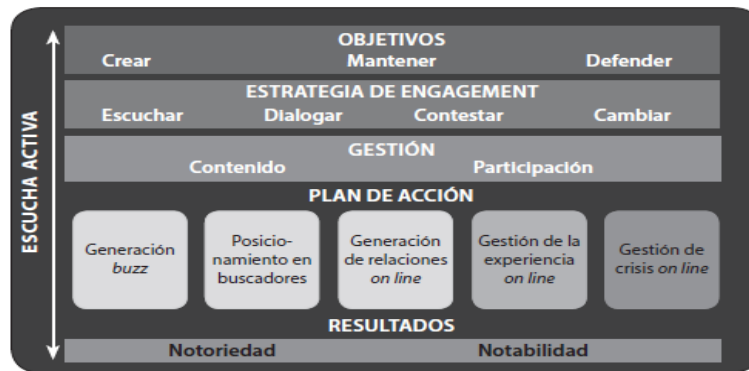 ESCUCHA ACTIVA
OBJETIVOS
Crear Mantener Defender
ESTRATEGIA DE ENGAGEMENT
Escuchar Dialogar Contestar Cambiar
GESTIÓN
Contenido Participación
PLAN DE ACCIÓN
Generación
buzz
Posicio-
namiento en
buscadores
Generación
de relaciones
on line
Gestión de la
experiencia
on line
Gestión de
crisis on line
RESULTADOS
Notoriedad Notabilidad